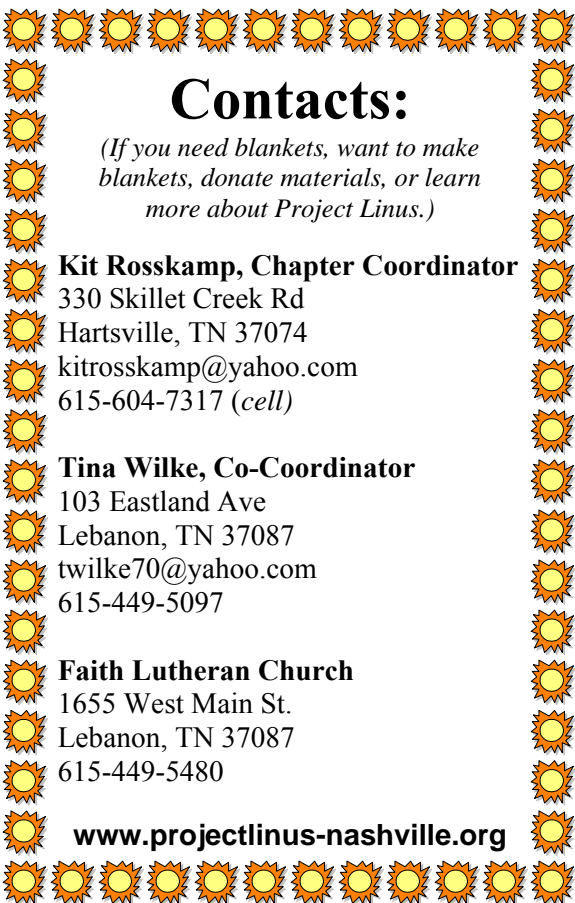 Contacts:
(If you need blankets, want to make
blankets, donate materials, or learn
more about Project Linus.)
Kit Rosskamp, Chapter Coordinator
330 Skillet Creek Rd
Hartsville, TN 37074
kitrosskamp@yahoo.com
615-604-7317 (cell)
Tina Wilke, Co-Coordinator
103 Eastland Ave
Lebanon, TN 37087
twilke70@yahoo.com
615-449-5097
Faith Lutheran Church
1655 West Main St.
Lebanon, TN 37087
615-449-5480
www.projectlinus-nashville.org